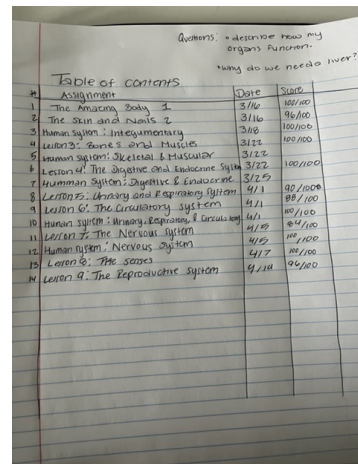 Questions: • describe how my
organs function.
• why do we need a liver?
Table of contents
# Assignment Date Score
1 The Amazing Body 1 3/16 100/100
2 The Skin and Nails 2 3/16 96/100
3 Human system: Integumentary 3/18 100/100
4 Lesson 3: Bones and Muscles 3/22 100/100
5 Human system: Skeletal & Muscular 3/22
6 Lesson 4: The Digestive and Endocrine System 3/22 100/100
7 Humman System: Digestive & Endocrine 3/25
8 Lesson 5: Urinary and Respiratory system 4/1 90/100
9 Lesson 6: The Circulatory system 4/1 88/100
10 Human system: Urinary, Respiratory, & Circulatory 4/1 100/100
11 Lesson 7: The Nervous System 4/5 84/100
12 Human system: Nervous system 4/5 100/100
13 Lesson 8: The senses 4/7 100/100
14 Lesson 9: The Reproductive system 4/14 96/100